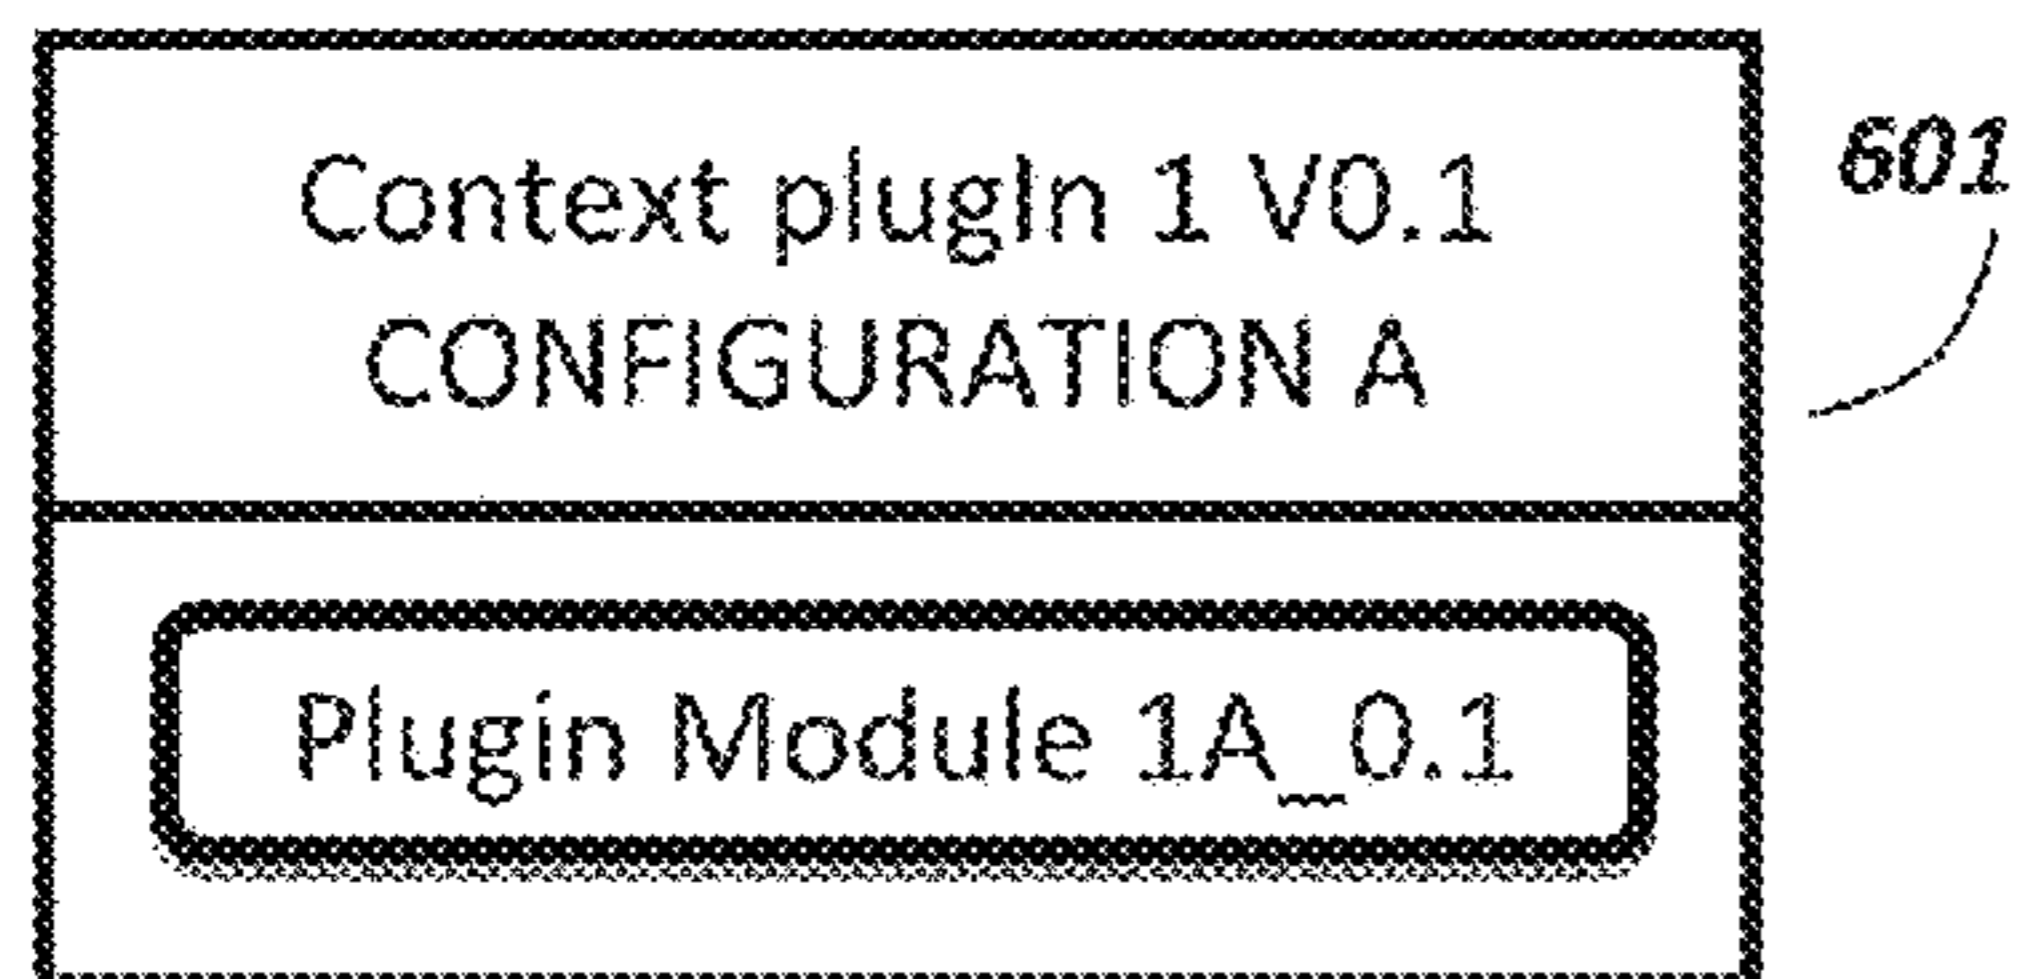 Context plugIn 1 V0.1
CONFIGURATION A
601
Plugin Module 1A_0.1